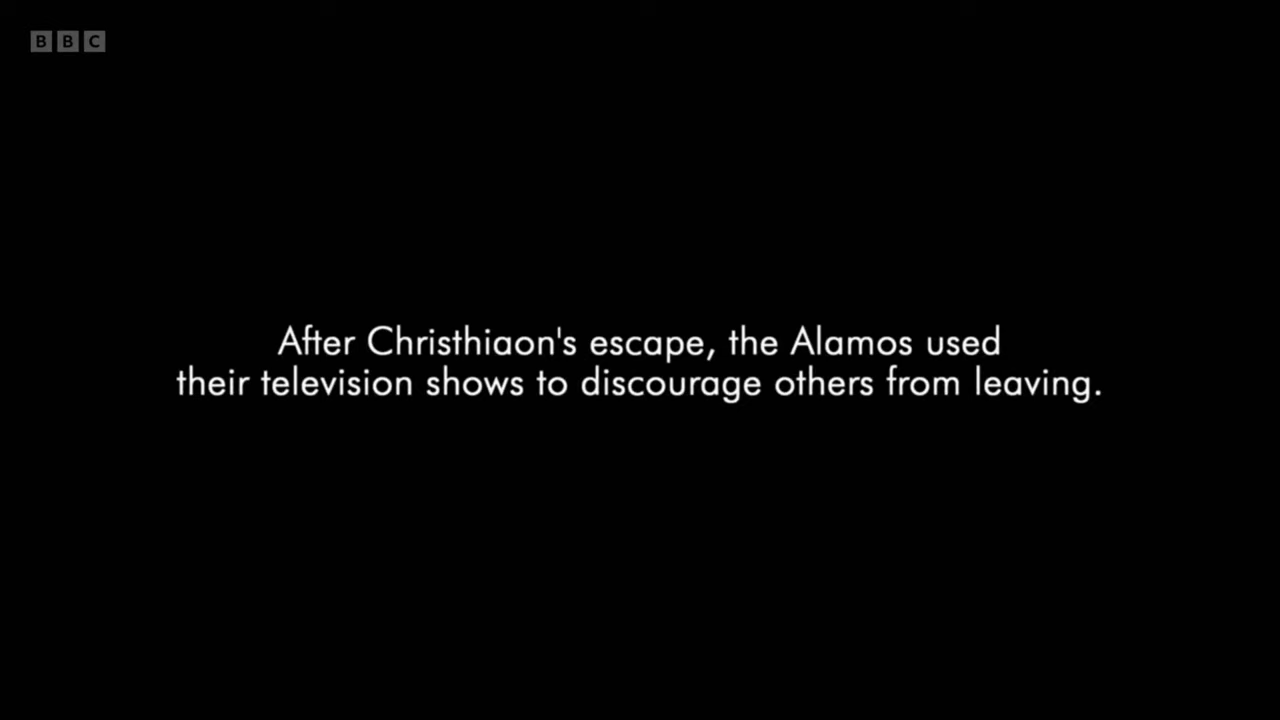 BBC
After Christhiaon's escape, the Alamos used
their television shows to discourage others from leaving.